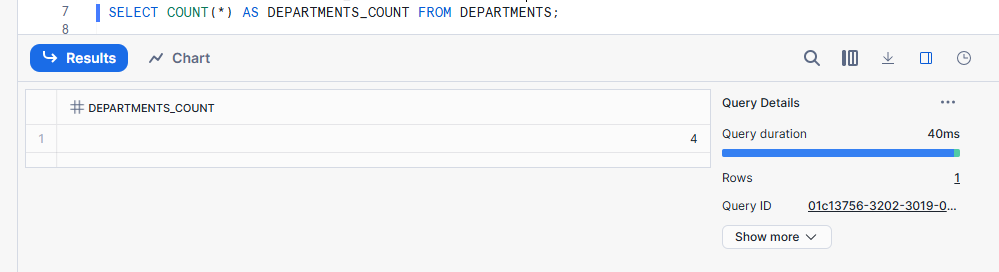 7 SELECT COUNT(*) AS DEPARTMENTS_COUNT FROM DEPARTMENTS;
8
Results Chart
DEPARTMENTS_COUNT
1 4
Query Details ...
Query duration 40ms
Rows 1
Query ID 01c13756-3202-3019-0...
Show more